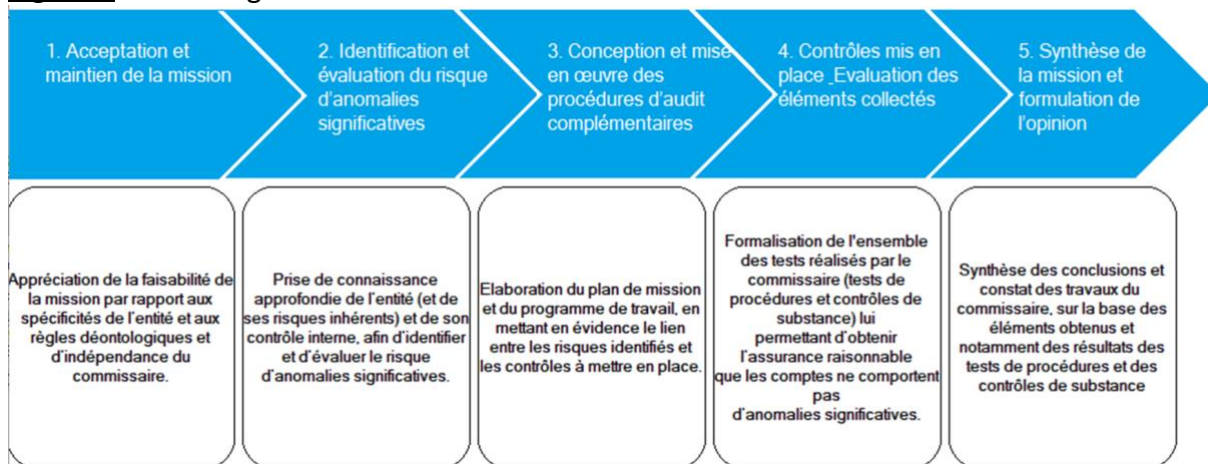 1. Acceptation et
maintien de la mission
2. Identification et
évaluation du risque
d'anomalies
significatives
3. Conception et mise
en œuvre des
procédures d'audit
complémentaires
4. Contrôles mis en
place _Evaluation des
éléments collectés
5. Synthèse de
la mission et
formulation de
l'opinion
Appréciation de la faisabilité de
la mission par rapport aux
spécificités de l'entité et aux
règles déontologiques et
d'indépendance du
commissaire.
Prise de connaissance
approfondie de l'entité (et de
ses risques inhérents) et de son
contrôle interne, afin d'identifier
et d'évaluer le risque
d'anomalies significatives.
Elaboration du plan de mission
et du programme de travail, en
mettant en évidence le lien
entre les risques identifiés et
les contrôles à mettre en place.
Formalisation de l'ensemble
des tests réalisés par le
commissaire (tests de
procédures et contrôles de
substance) lui
permettant d'obtenir
l'assurance raisonnable
que les comptes ne comportent
pas
d'anomalies significatives.
Synthèse des conclusions et
constat des travaux du
commissaire, sur la base des
éléments obtenus et
notamment des résultats des
tests de procédures et des
contrôles de substance